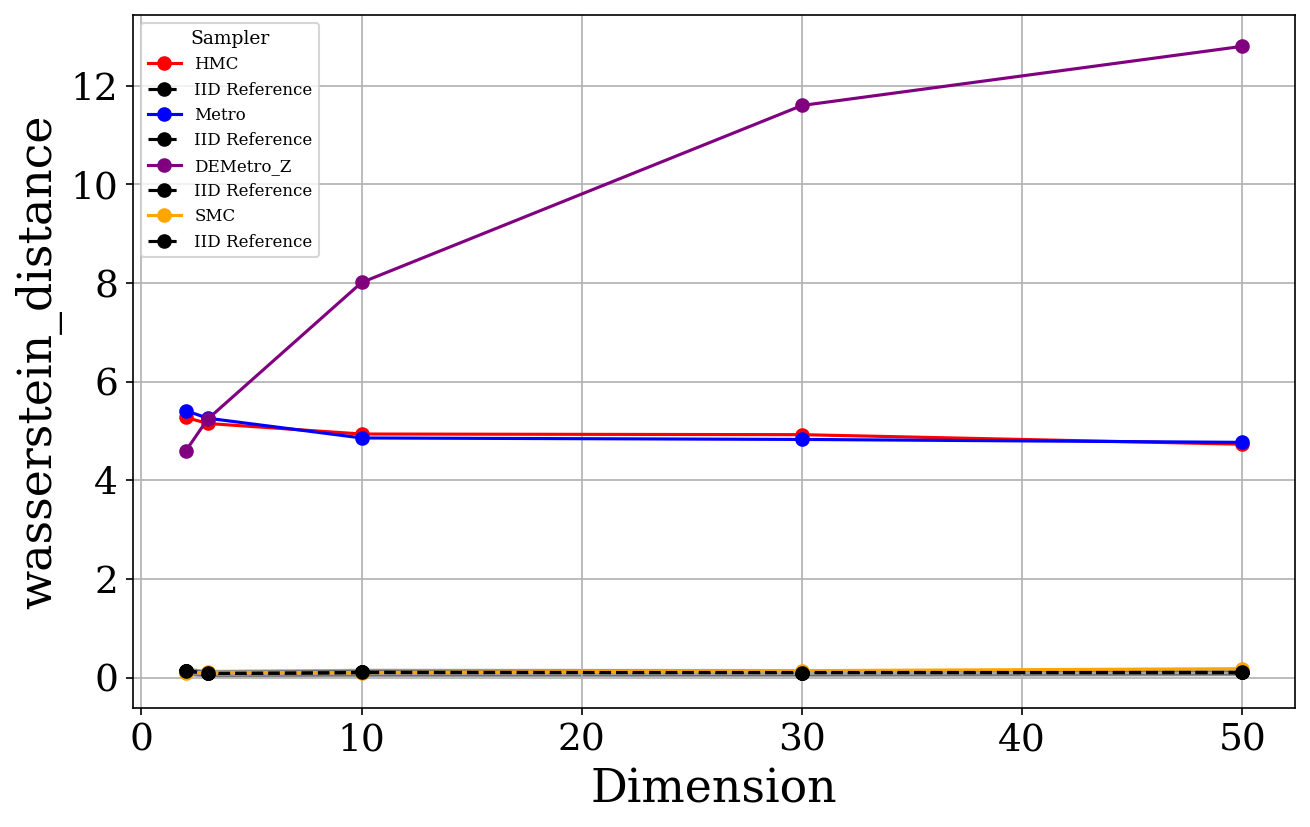 Sampler
HMC
IID Reference
Metro
IID Reference
DEMetro_Z
IID Reference
SMC
IID Reference
12
10
8
6
4
2
0
wasserstein_distance
0 10 20 30 40 50
Dimension